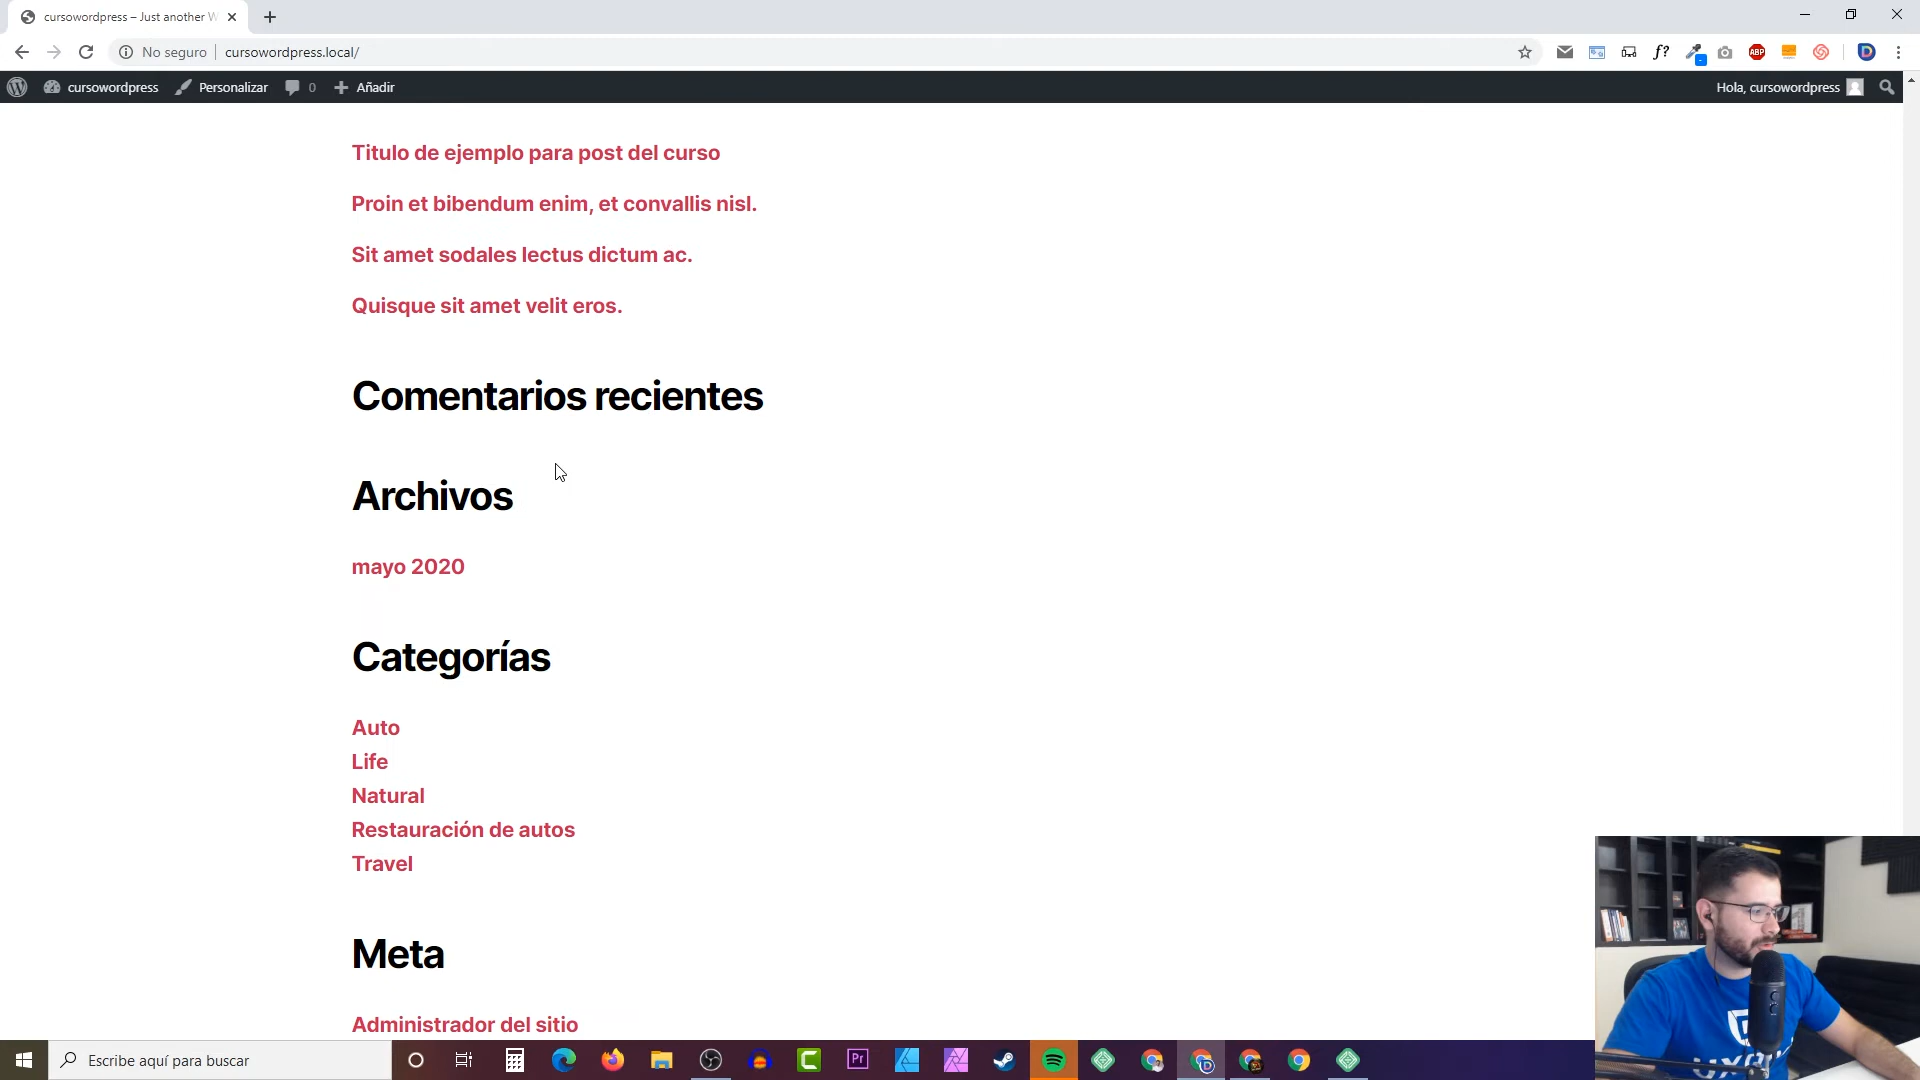 cursowordpress – Just another W
No seguro
cursowordpress.local/
f?
ABP
D
cursowordpress
Personalizar
0
Añadir
Hola, cursowordpress
Titulo de ejemplo para post del curso
Proin et bibendum enim, et convallis nisl.
Sit amet sodales lectus dictum ac.
Quisque sit amet velit eros.
Comentarios recientes
Archivos
mayo 2020
Categorías
Auto
Life
Natural
Restauración de autos
Travel
Meta
Administrador del sitio
Escribe aquí para buscar
Pr
D